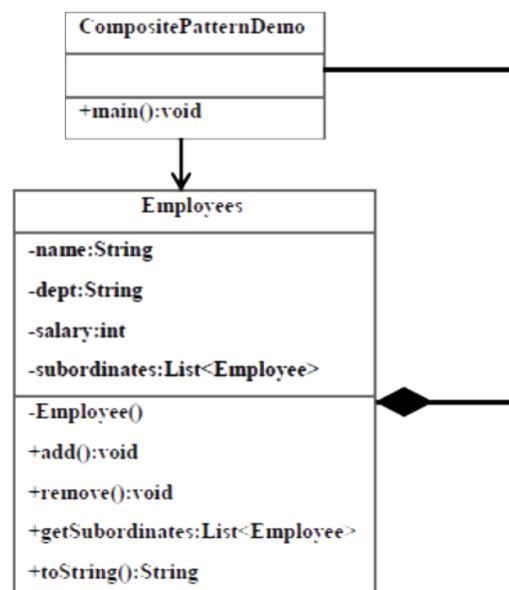 CompositePatternDemo
+main():void
Employees
-name:String
-dept:String
-salary:int
-subordinates:List<Employee>
-Employee()
+add():void
+remove():void
+getSubordinates:List<Employee>
+toString():String